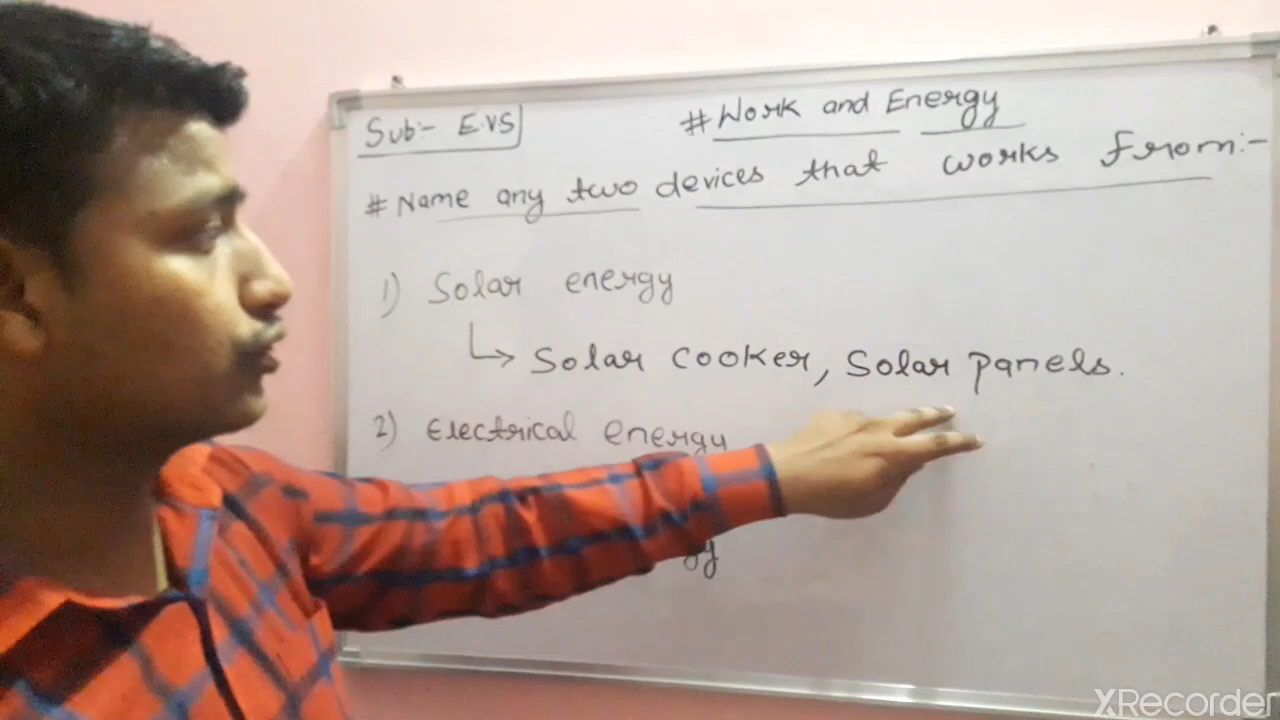 Sub:- E.VS
# Work and Energy
# Name any two devices that works from:-
1) Solar energy
Solar cooker, Solar panels.
2) Electrical energy
XRecorder